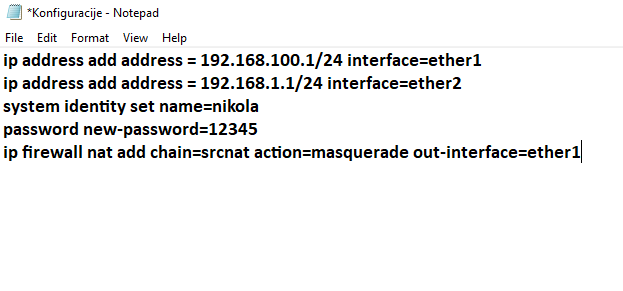 *Konfiguracije - Notepad
File Edit Format View Help
ip address add address = 192.168.100.1/24 interface=ether1
ip address add address = 192.168.1.1/24 interface=ether2
system identity set name=nikola
password new-password=12345
ip firewall nat add chain=srcnat action=masquerade out-interface=ether1